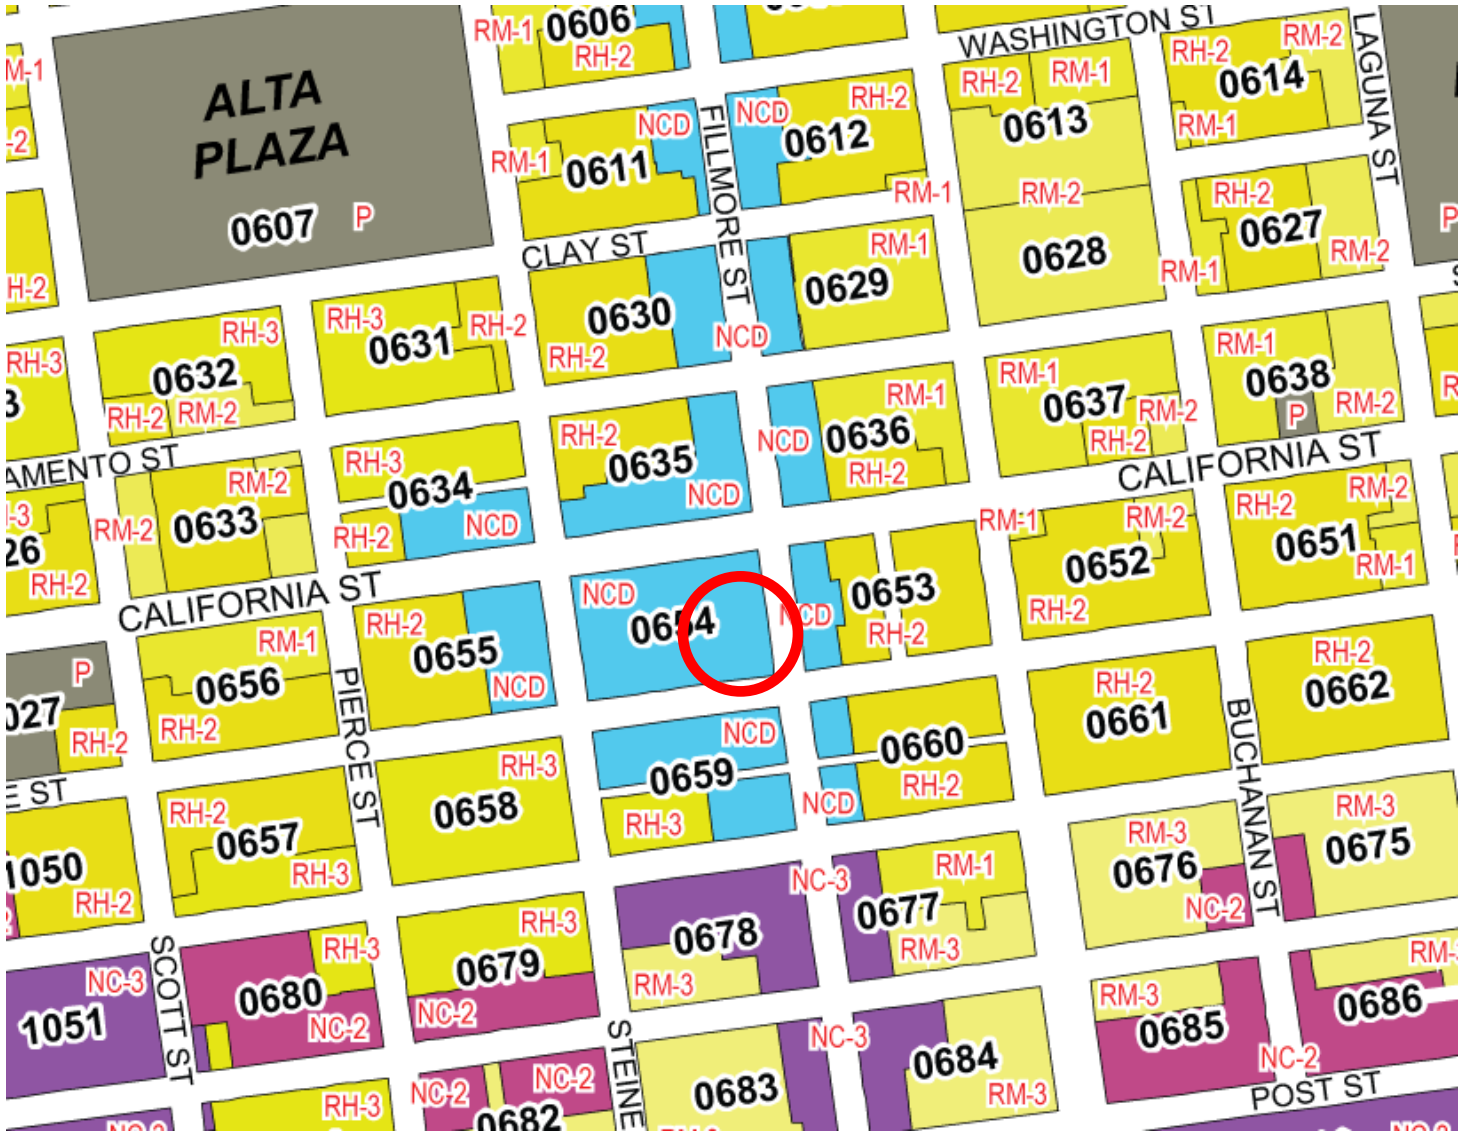 RM-1
0606
RH-2
WASHINGTON ST
RH-2
RM-2
0614
RM-1
LAGUNA ST
M-1
-2
ALTA
PLAZA
0607
P
NCD
RM-1
0611
FILLMORE ST
NCD
RH-2
0612
RM-1
RH-2
RM-1
0613
RM-2
0628
RH-2
0627
RM-1
RM-2
P
H-2
CLAY ST
0630
RH-2
NCD
RM-1
0629
RH-3
3
RH-3
0632
RH-2
RM-2
RH-3
0631
RH-2
RM-1
0637
RM-2
RH-2
RM-1
0638
P
RM-2
R
AMENTO ST
RH-3
0634
RH-2
NCD
RH-2
0635
NCD
NCD
RM-1
0636
RH-2
CALIFORNIA ST
-3
26
RH-2
RM-2
0633
RM-2
RM-1
RM-2
0652
RH-2
RH-2
RM-2
0651
RM-1
CALIFORNIA ST
NCD
0654
NCD
0653
RH-2
P
027
RH-2
RM-1
0656
RH-2
PIERCE ST
RH-2
0655
NCD
RH-2
0661
RH-2
0662
BUCHANAN ST
E ST
1050
RH-2
RH-2
0657
RH-3
RH-3
0658
NCD
0659
RH-3
NCD
0660
RH-2
RM-3
0676
NC-2
RM-3
0675
NC-3
1051
SCOTT ST
RH-3
0680
NC-2
RH-3
0679
NC-2
0678
RM-3
NC-3
RM-1
0677
RM-3
RM-3
0685
RM-
0686
NC-2
RH-3
NC-2
NC-2
0682
STEINE
0683
NC-3
0684
RM-3
POST ST